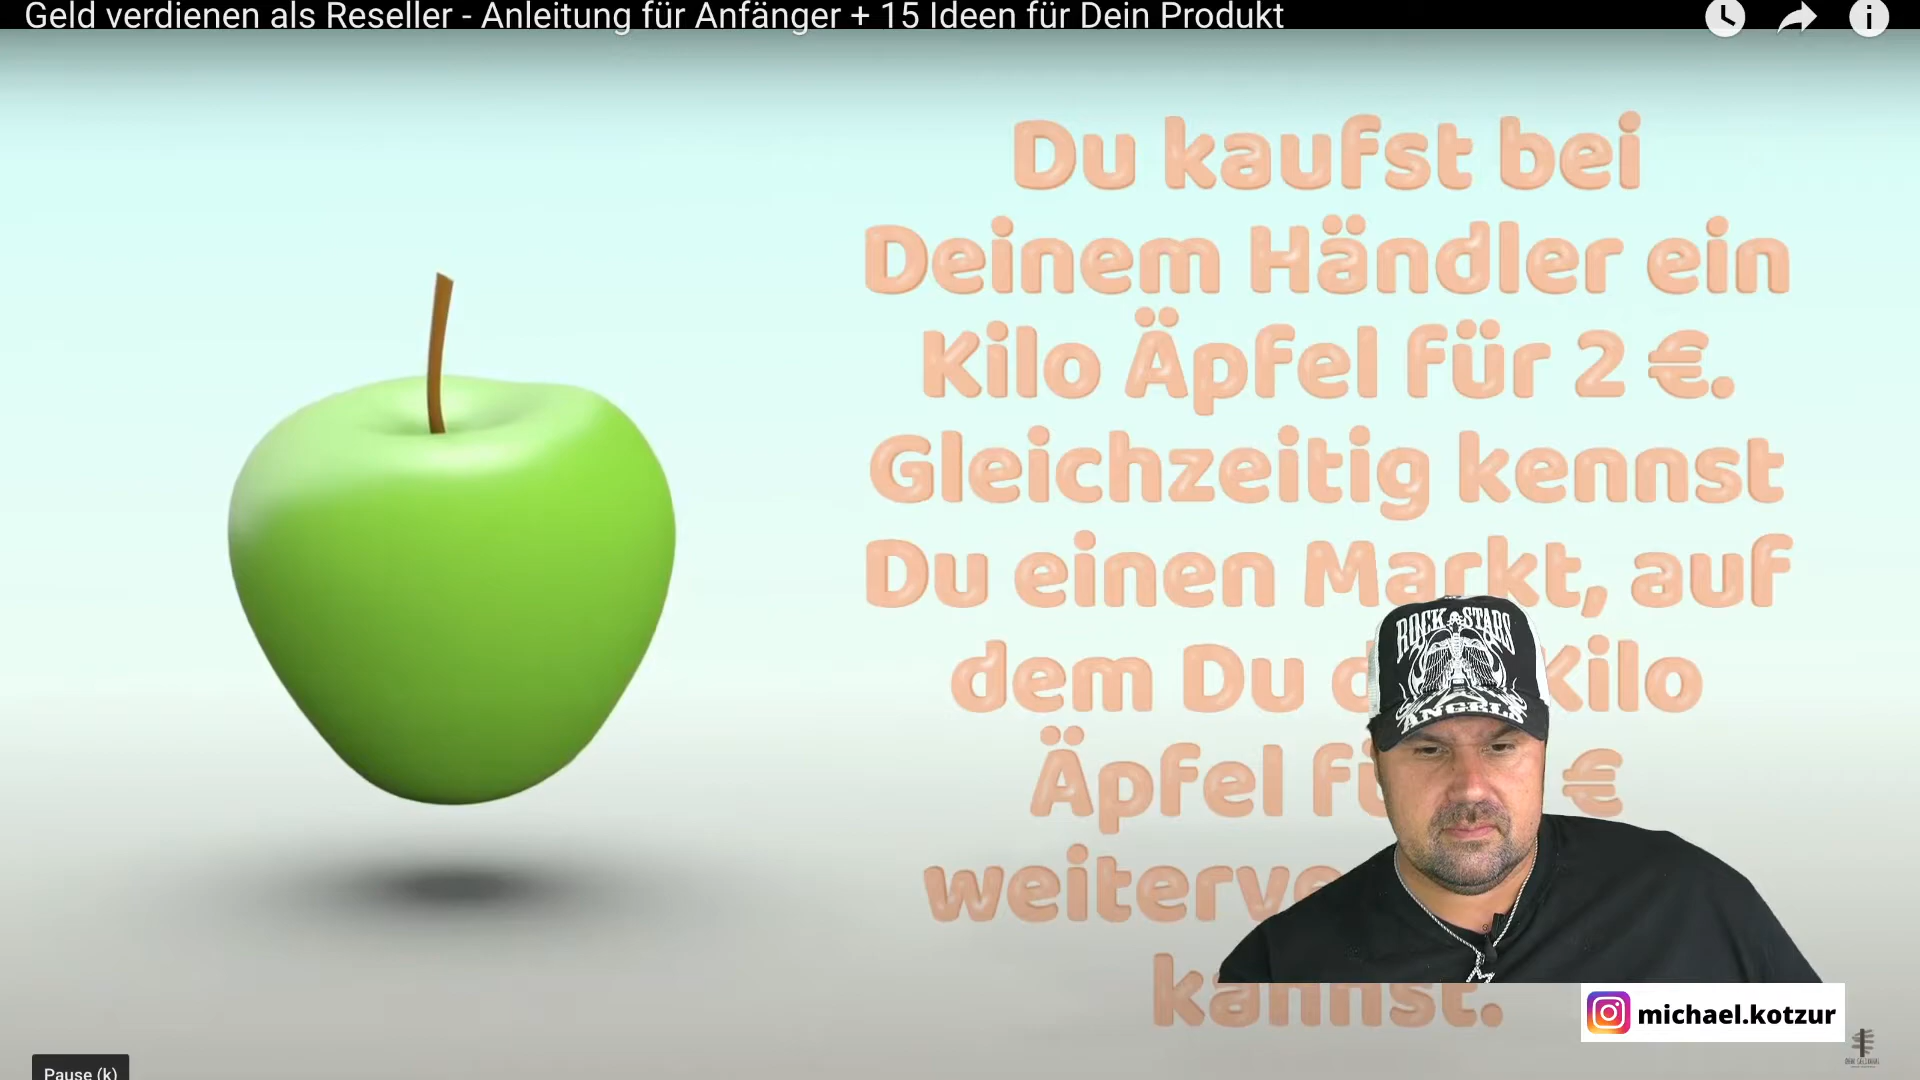 Geld verdienen als Reseller - Anleitung für Anfänger + 15 Ideen für Dein Produkt
Du kaufst bei
Deinem Händler ein
Kilo Äpfel für 2 €.
Gleichzeitig kennst
Du einen Markt, auf
dem Du Kilo
Äpfel €
kannst.
ROCK STARS
ANGELS
michael.kotzur
Pause (k)